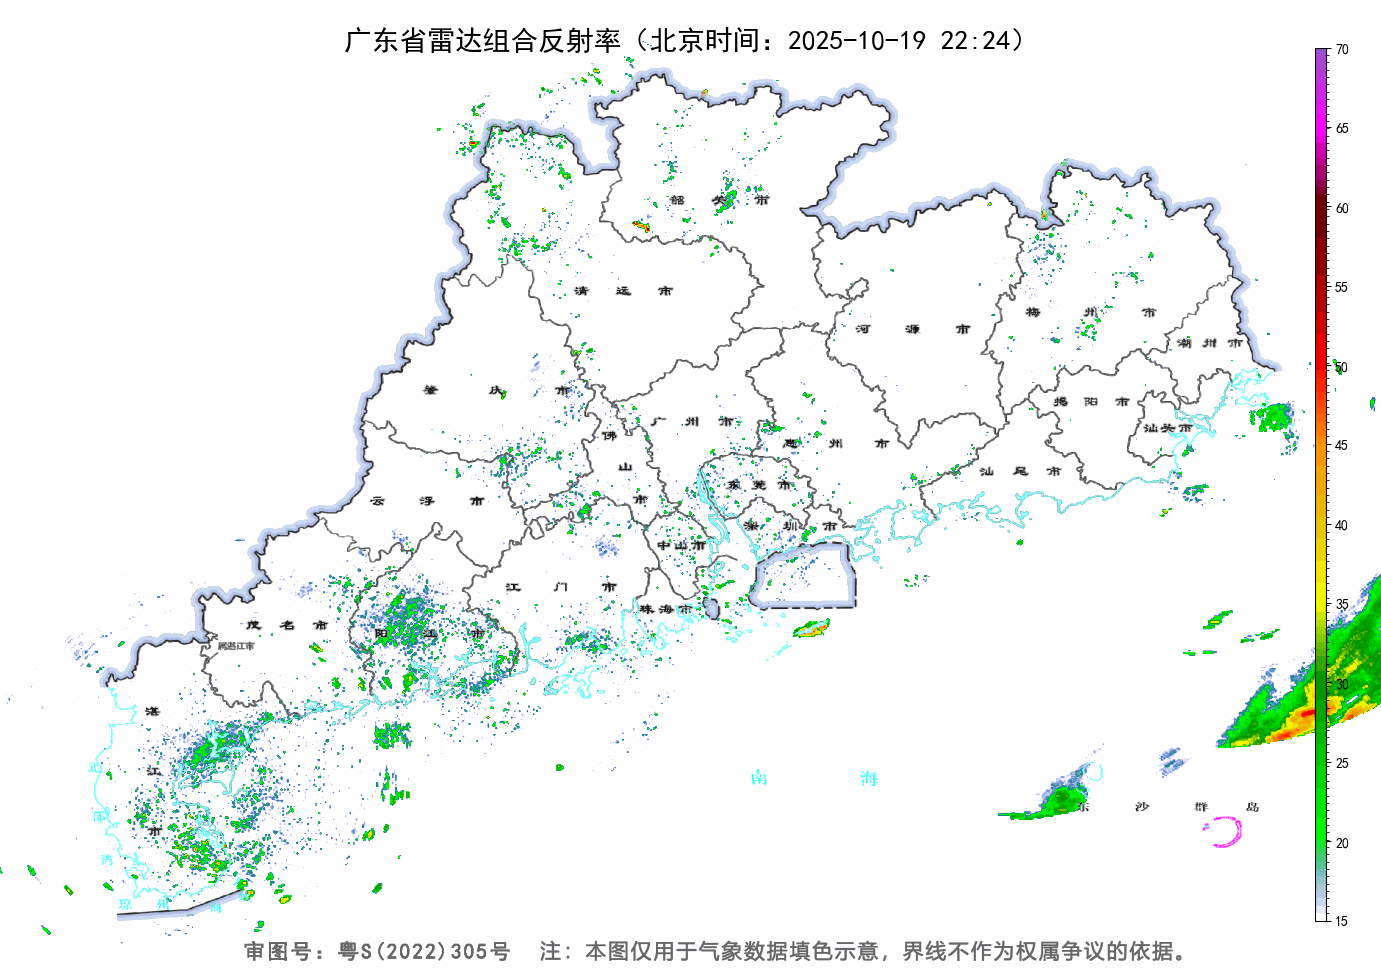 广东省雷达组合反射率（北京时间：2025-10-19 22:24）
70
65
60
55
50
45
40
35
30
25
20
15
韶 关 市
清 远 市
河 源 市
梅 州 市
潮 州 市
肇 庆 市
广 州 市
佛 山 市
惠 州 市
揭 阳 市
汕头市
汕 尾 市
东 莞 市
云 浮 市
深 圳 市
中山市
江 门 市
珠海市
茂 名 市
阳 江 市
属湛江市
湛 江 市
北 部 湾
琼 州 海
南 海
东 沙 群 岛
审图号：粤S(2022)305号 注：本图仅用于气象数据填色示意，界线不作为权属争议的依据。